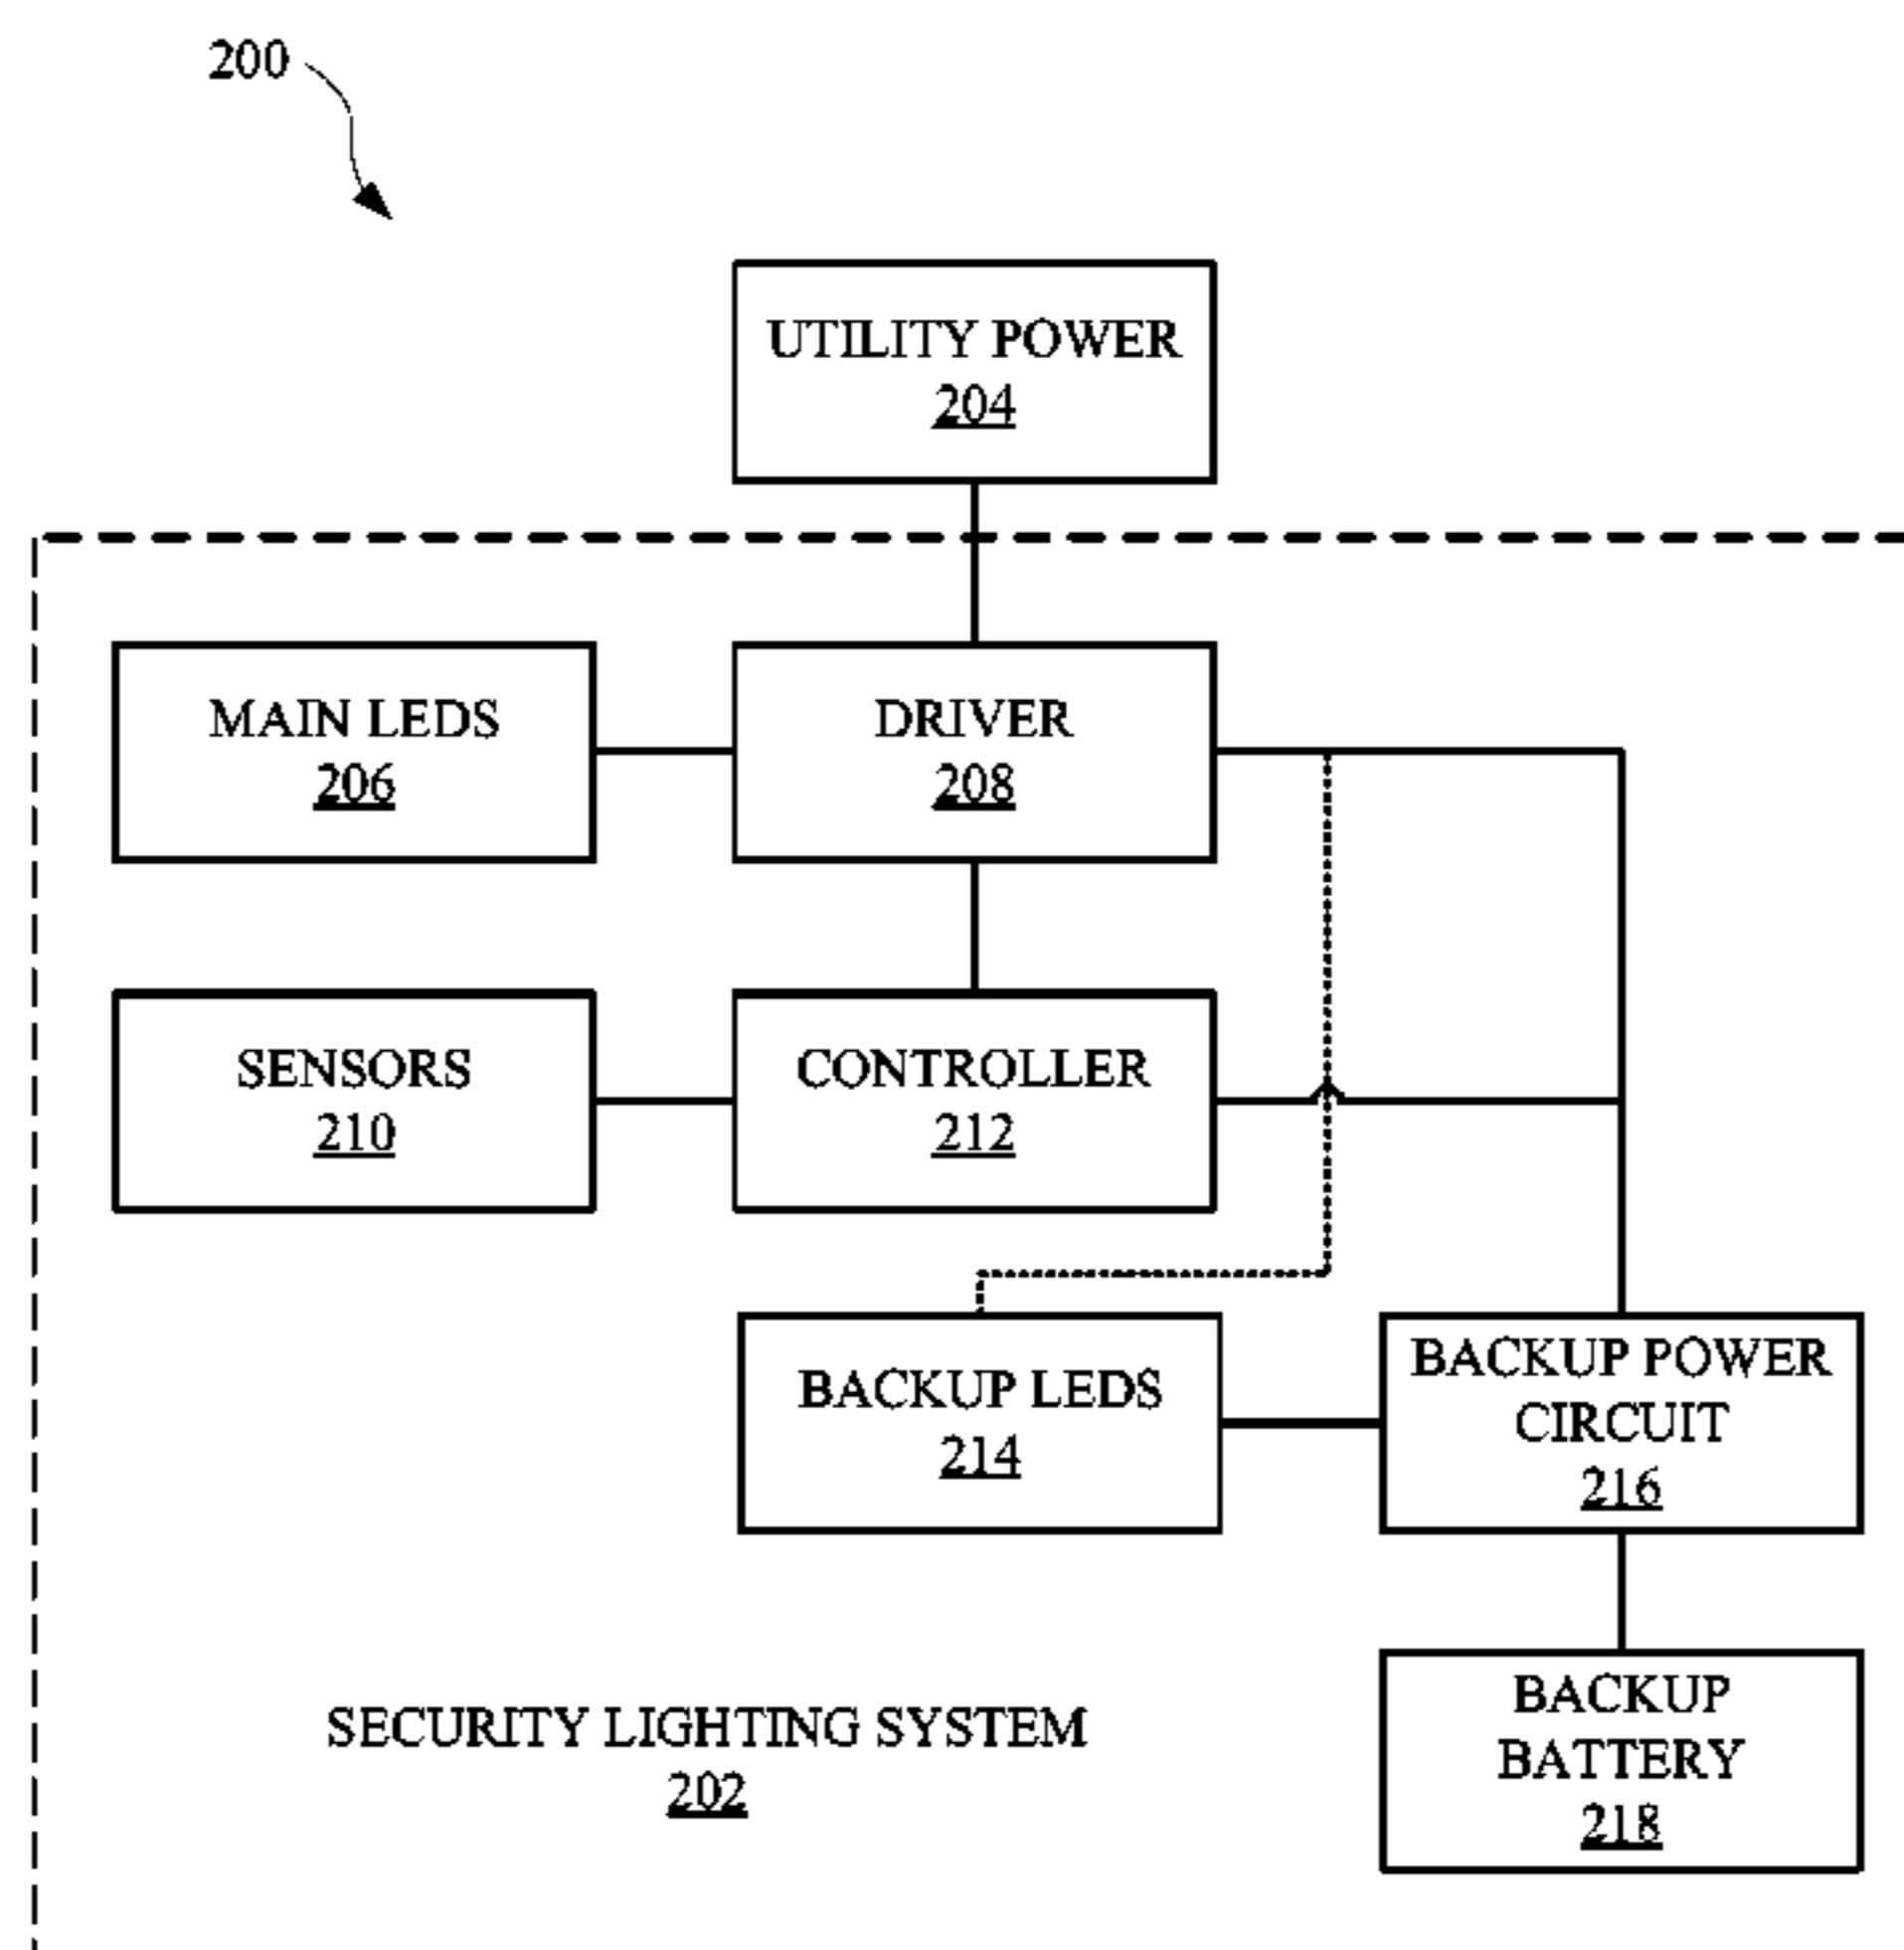 200
UTILITY POWER
204
MAIN LEDS
206
DRIVER
208
SENSORS
210
CONTROLLER
212
BACKUP LEDS
214
BACKUP POWER
CIRCUIT
216
SECURITY LIGHTING SYSTEM
202
BACKUP
BATTERY
218